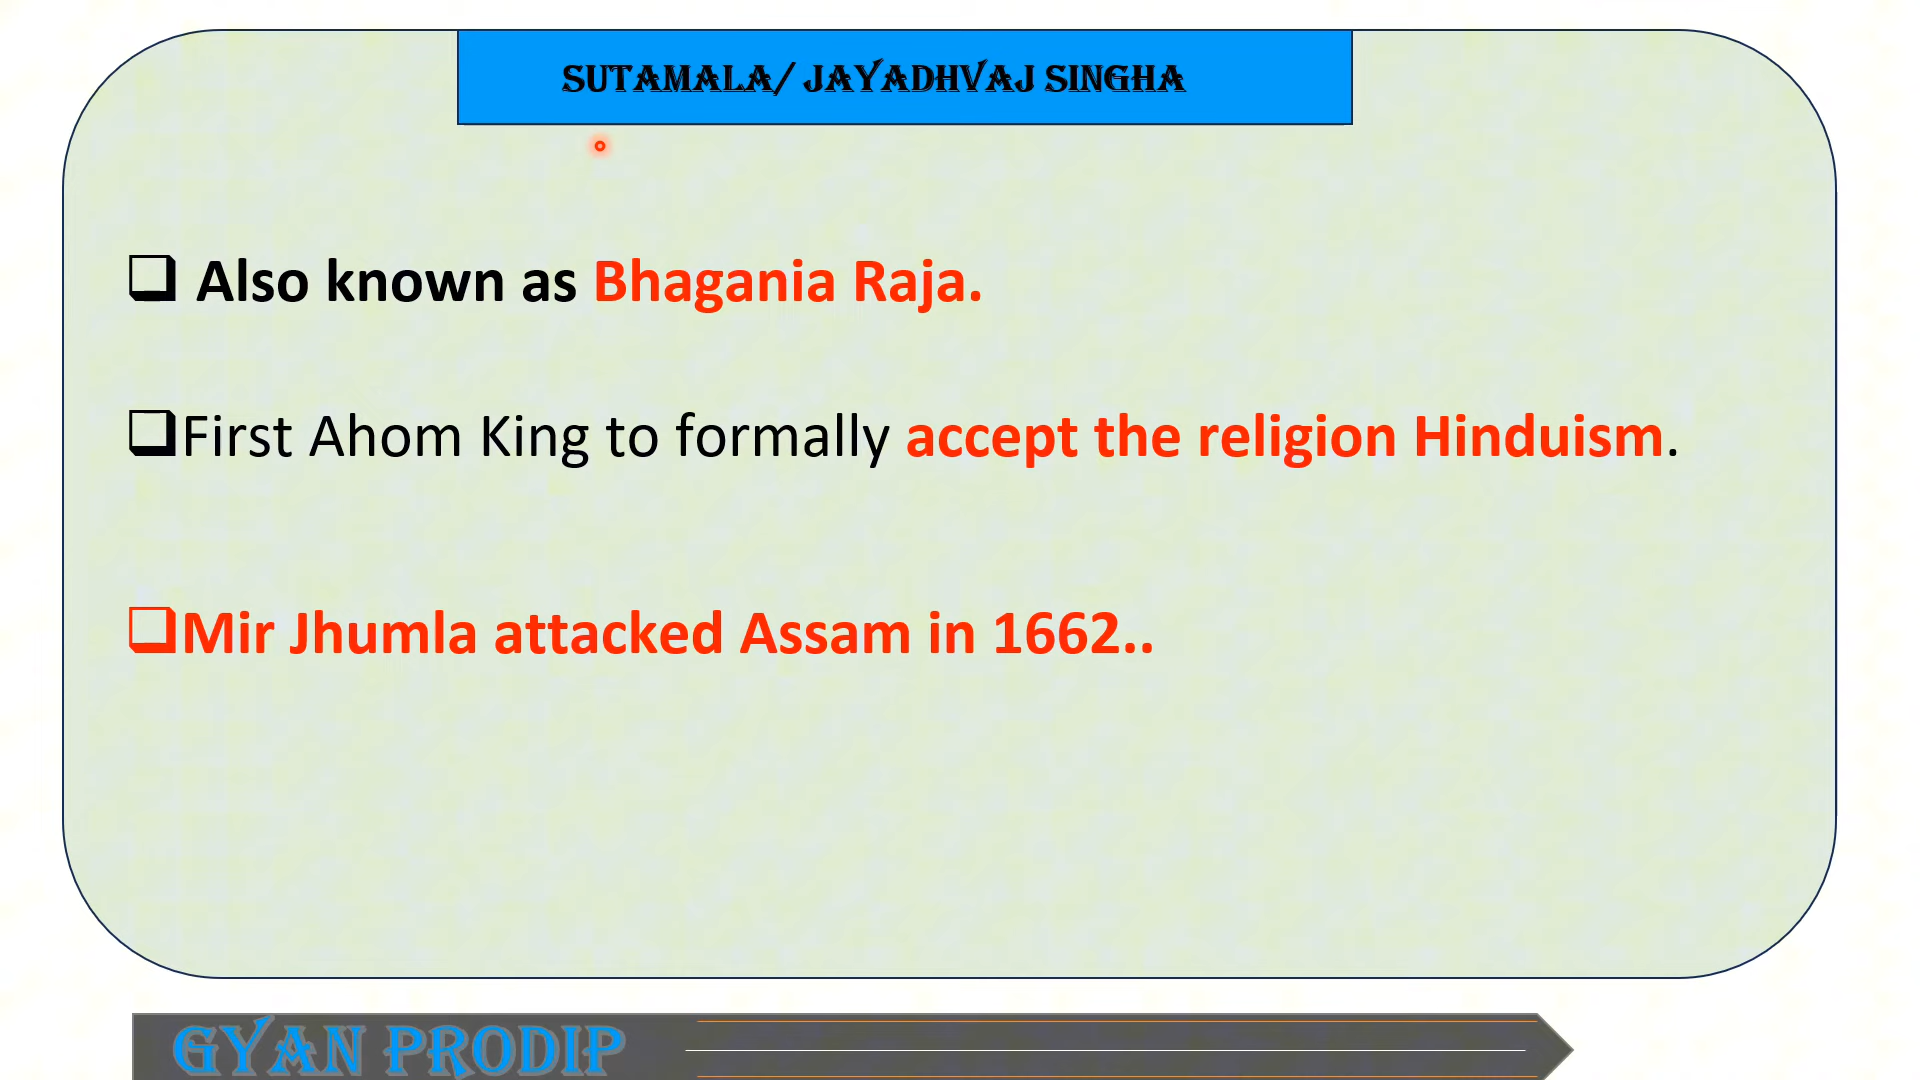 SUTAMALA/ JAYADHVAJ SINGHA
Also known as Bhagania Raja.
First Ahom King to formally accept the religion Hinduism.
Mir Jhumla attacked Assam in 1662..
GYAN PRODIP